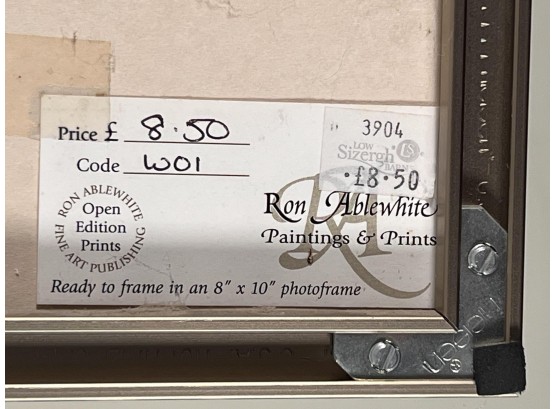 Price £ 8.50
Code W01
RON ABLEWHITE
FINE ART PUBLISHING
Open
Edition
Prints
3904
LOW
Sizergh
BARN
LS
£8.50
Ron Ablewhite
Paintings & Prints
Ready to frame in an 8" x 10" photoframe